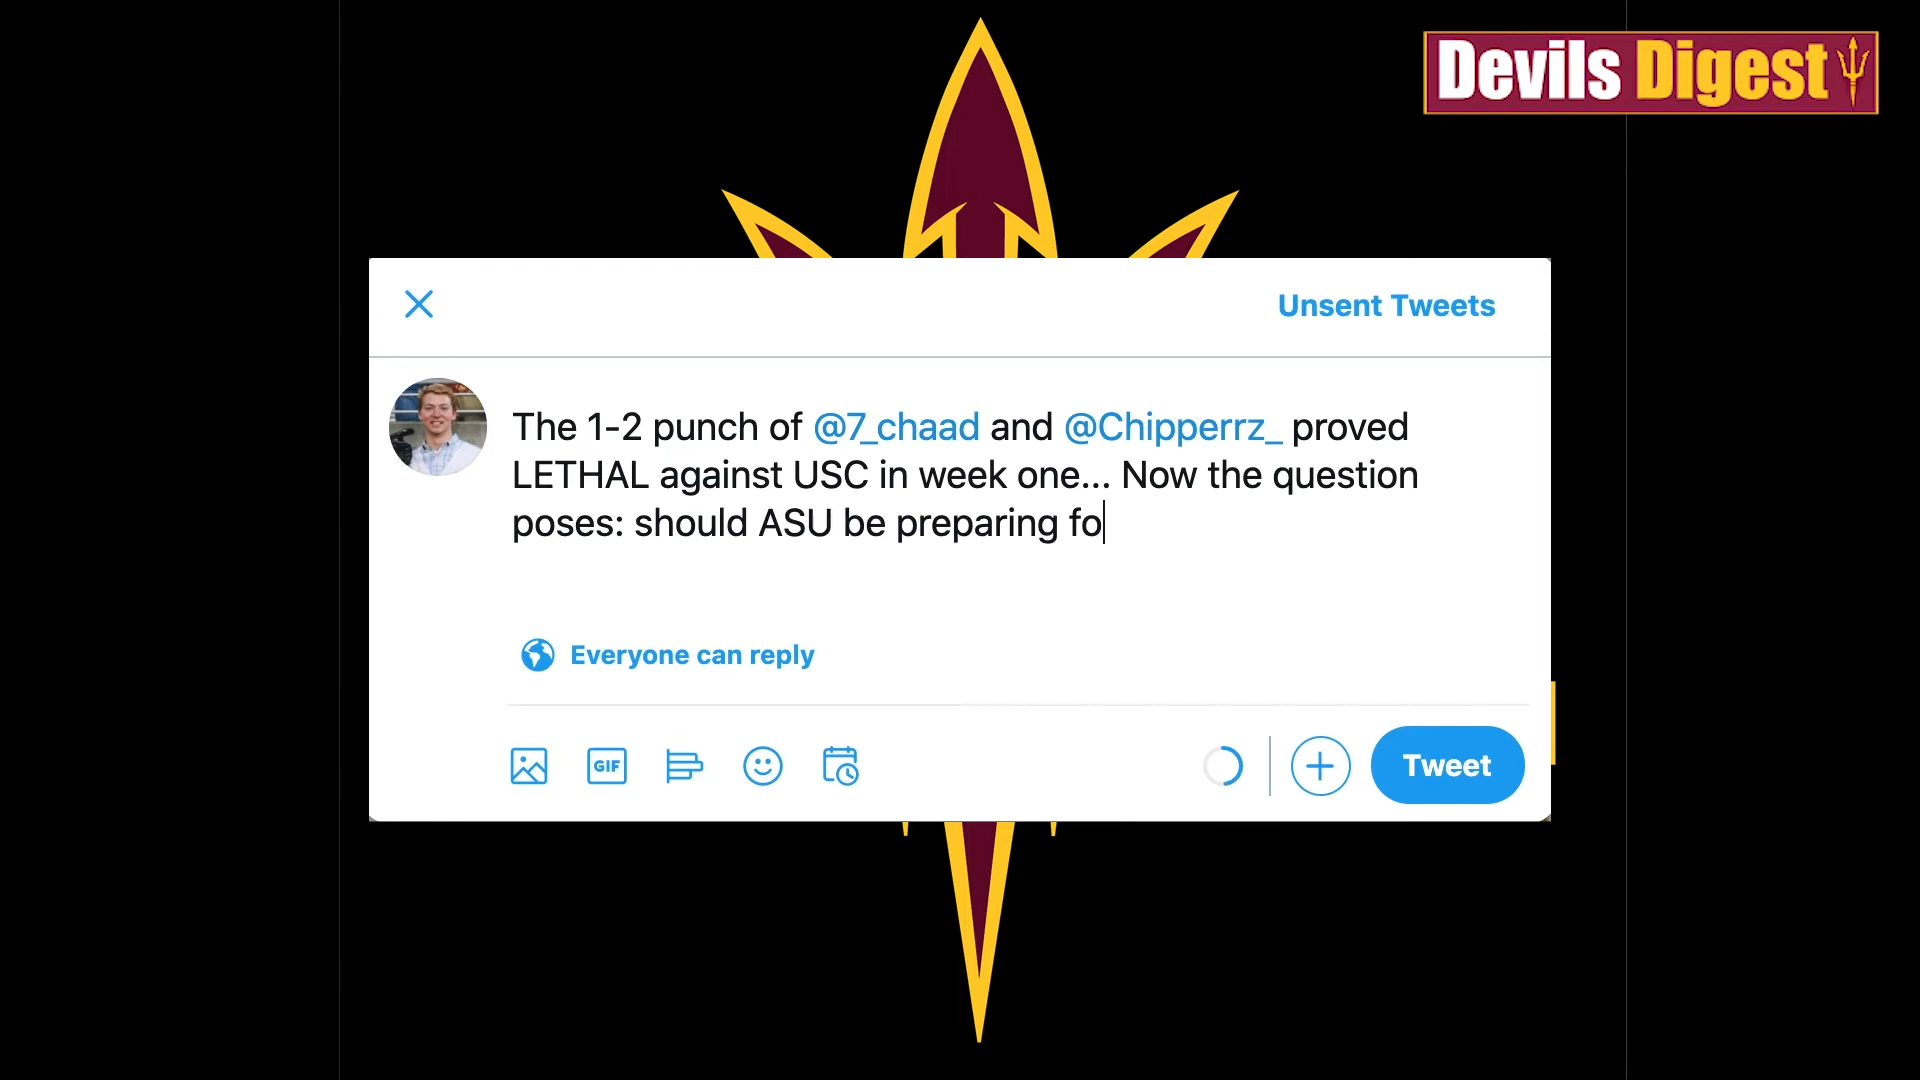 Devils Digest
Unsent Tweets
The 1-2 punch of @7_chaad and @Chipperrz_ proved
LETHAL against USC in week one... Now the question
poses: should ASU be preparing fo
Everyone can reply
GIF
Tweet